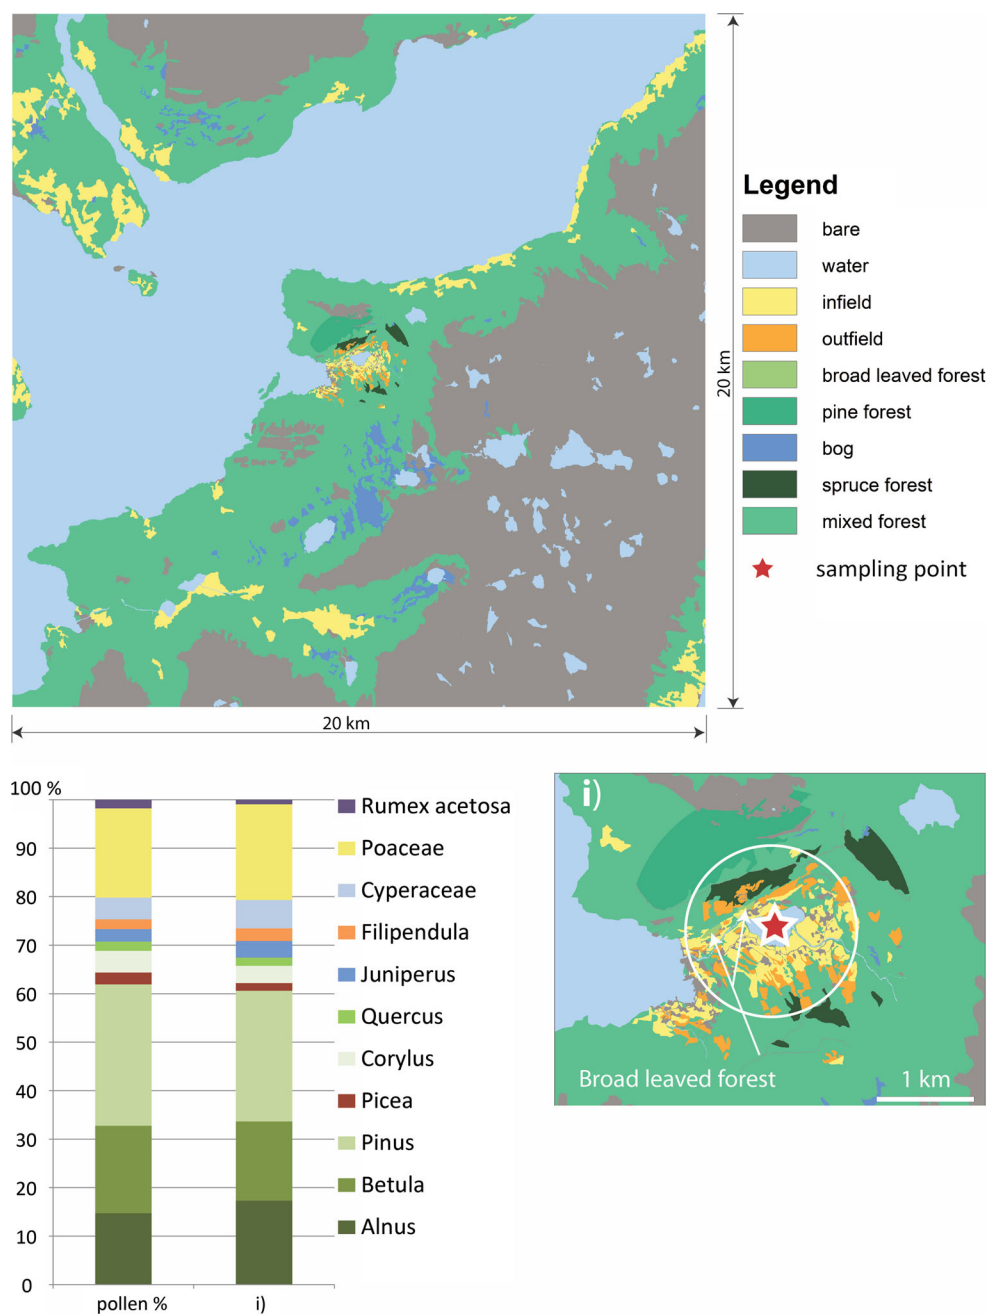 Legend
bare
water
infield
outfield
broad leaved forest
pine forest
bog
spruce forest
mixed forest
sampling point
20 km
20 km
100 %
90
80
70
60
50
40
30
20
10
0
pollen %
i)
Rumex acetosa
Poaceae
Cyperaceae
Filipendula
Juniperus
Quercus
Corylus
Picea
Pinus
Betula
Alnus
i)
Broad leaved forest
1 km